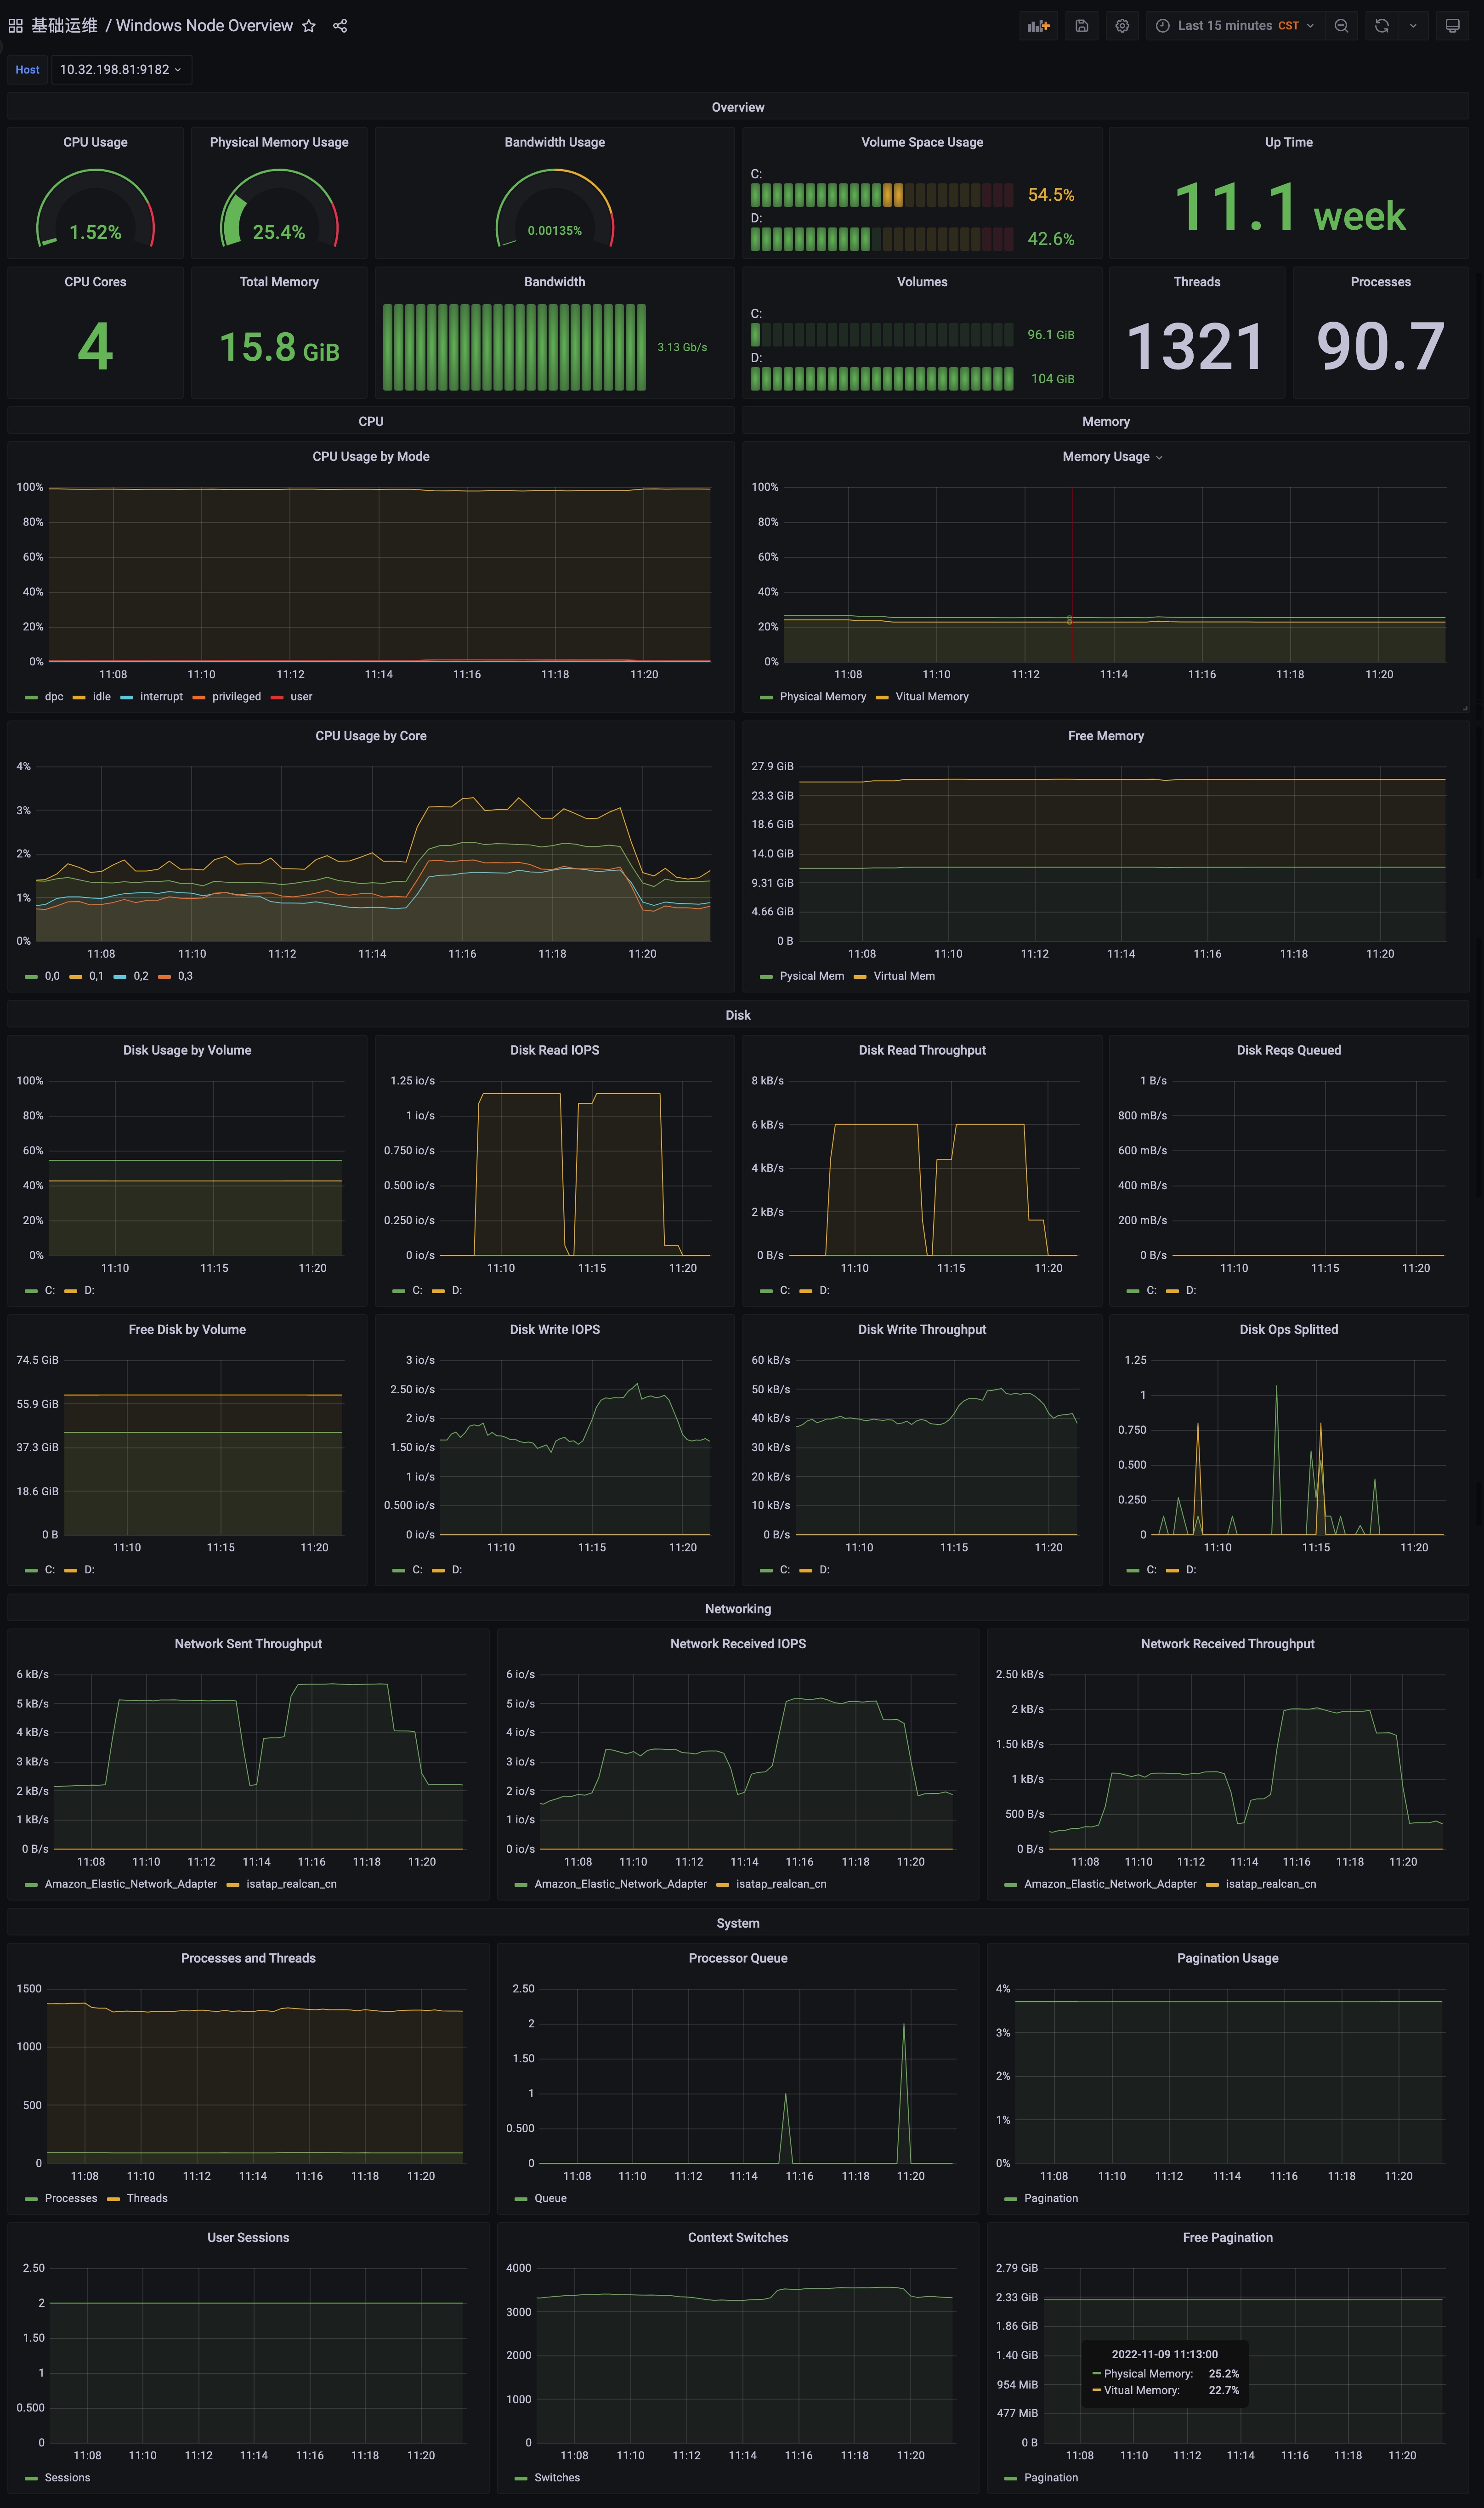 基础运维 / Windows Node Overview
Last 15 minutes CST
Host 10.32.198.81:9182
Overview
CPU Usage
1.52%
Physical Memory Usage
25.4%
Bandwidth Usage
0.00135%
Volume Space Usage
C:
54.5%
D:
42.6%
Up Time
11.1 week
CPU Cores
4
Total Memory
15.8 GiB
Bandwidth
3.13 Gb/s
Volumes
C:
96.1 GiB
D:
104 GiB
Threads
1321
Processes
90.7
CPU
Memory
CPU Usage by Mode
100%
80%
60%
40%
20%
0%
11:08 11:10 11:12 11:14 11:16 11:18 11:20
dpc idle interrupt privileged user
Memory Usage
100%
80%
60%
40%
20%
0%
11:08 11:10 11:12 11:14 11:16 11:18 11:20
Physical Memory Vitual Memory
CPU Usage by Core
4%
3%
2%
1%
0%
11:08 11:10 11:12 11:14 11:16 11:18 11:20
0,0 0,1 0,2 0,3
Free Memory
27.9 GiB
23.3 GiB
18.6 GiB
14.0 GiB
9.31 GiB
4.66 GiB
0 B
11:08 11:10 11:12 11:14 11:16 11:18 11:20
Pysical Mem Virtual Mem
Disk
Disk Usage by Volume
100%
80%
60%
40%
20%
0%
11:10 11:15 11:20
C: D:
Disk Read IOPS
1.25 io/s
1 io/s
0.750 io/s
0.500 io/s
0.250 io/s
0 io/s
11:10 11:15 11:20
C: D:
Disk Read Throughput
8 kB/s
6 kB/s
4 kB/s
2 kB/s
0 B/s
11:10 11:15 11:20
C: D:
Disk Reqs Queued
1 B/s
800 mB/s
600 mB/s
400 mB/s
200 mB/s
0 B/s
11:10 11:15 11:20
C: D:
Free Disk by Volume
74.5 GiB
55.9 GiB
37.3 GiB
18.6 GiB
0 B
11:10 11:15 11:20
C: D:
Disk Write IOPS
3 io/s
2.50 io/s
2 io/s
1.50 io/s
1 io/s
0.500 io/s
0 io/s
11:10 11:15 11:20
C: D:
Disk Write Throughput
60 kB/s
50 kB/s
40 kB/s
30 kB/s
20 kB/s
10 kB/s
0 B/s
11:10 11:15 11:20
C: D:
Disk Ops Splitted
1.25
1
0.750
0.500
0.250
0
11:10 11:15 11:20
C: D:
Networking
Network Sent Throughput
6 kB/s
5 kB/s
4 kB/s
3 kB/s
2 kB/s
1 kB/s
0 B/s
11:08 11:10 11:12 11:14 11:16 11:18 11:20
Amazon_Elastic_Network_Adapter isatap_realcan_cn
Network Received IOPS
6 io/s
5 io/s
4 io/s
3 io/s
2 io/s
1 io/s
0 io/s
11:08 11:10 11:12 11:14 11:16 11:18 11:20
Amazon_Elastic_Network_Adapter isatap_realcan_cn
Network Received Throughput
2.50 kB/s
2 kB/s
1.50 kB/s
1 kB/s
500 B/s
0 B/s
11:08 11:10 11:12 11:14 11:16 11:18 11:20
Amazon_Elastic_Network_Adapter isatap_realcan_cn
System
Processes and Threads
1500
1000
500
0
11:08 11:10 11:12 11:14 11:16 11:18 11:20
Processes Threads
Processor Queue
2.50
2
1.50
1
0.500
0
11:08 11:10 11:12 11:14 11:16 11:18 11:20
Queue
Pagination Usage
4%
3%
2%
1%
0%
11:08 11:10 11:12 11:14 11:16 11:18 11:20
Pagination
User Sessions
2.50
2
1.50
1
0.500
0
11:08 11:10 11:12 11:14 11:16 11:18 11:20
Sessions
Context Switches
4000
3000
2000
1000
0
11:08 11:10 11:12 11:14 11:16 11:18 11:20
Switches
Free Pagination
2.79 GiB
2.33 GiB
1.86 GiB
1.40 GiB
954 MiB
477 MiB
0 B
2022-11-09 11:13:00
Physical Memory: 25.2%
Vitual Memory: 22.7%
11:08 11:10 11:12 11:14 11:16 11:18 11:20
Pagination